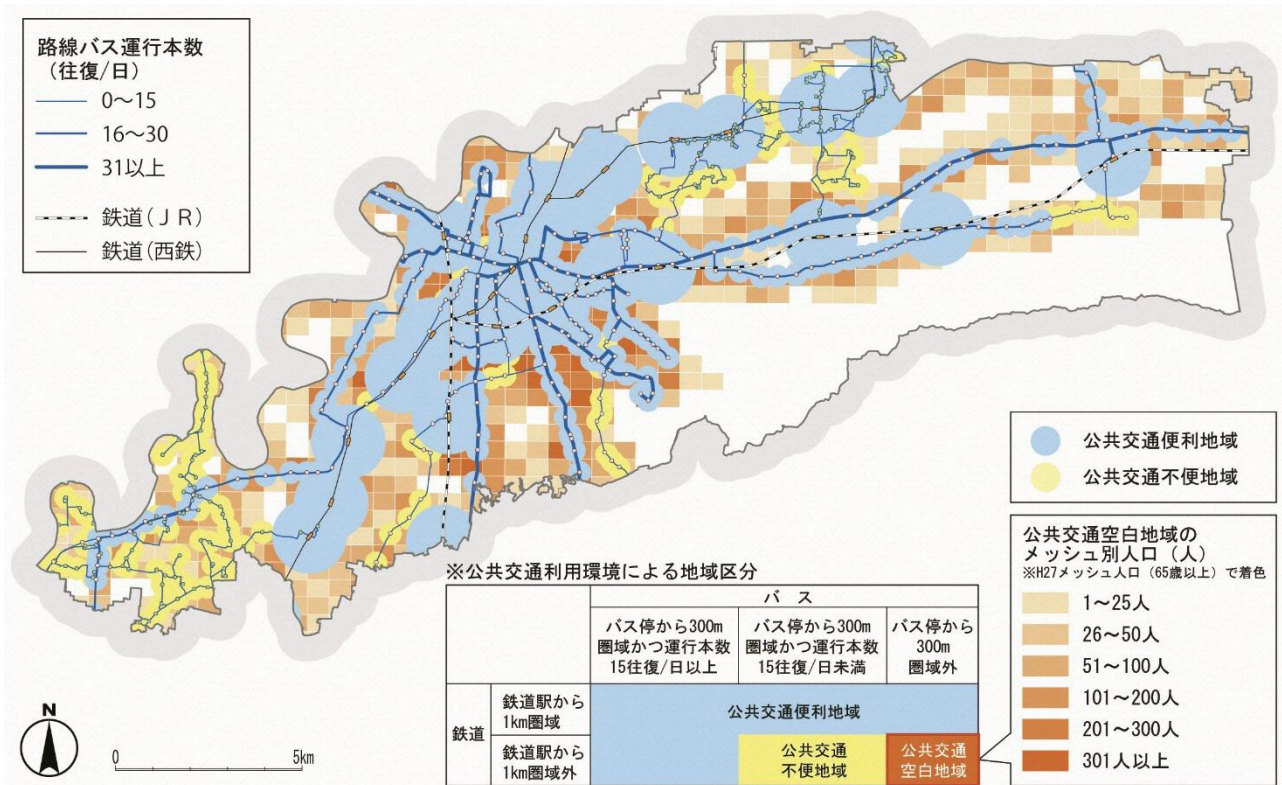 路線バス運行本数
（往復/日）
0～15
16～30
31以上
鉄道(ＪＲ)
鉄道(西鉄)
公共交通便利地域
公共交通不便地域
公共交通空白地域の
メッシュ別人口（人）
※H27メッシュ人口（65歳以上）で着色
1～25人
26～50人
51～100人
101～200人
201～300人
301人以上
※公共交通利用環境による地域区分
バス
バス停から300m
圏域かつ運行本数
15往復/日以上
バス停から300m
圏域かつ運行本数
15往復/日未満
バス停から
300m
圏域外
鉄道
鉄道駅から
1km圏域
公共交通便利地域
鉄道駅から
1km圏域外
公共交通
不便地域
公共交通
空白地域
N
0
5km